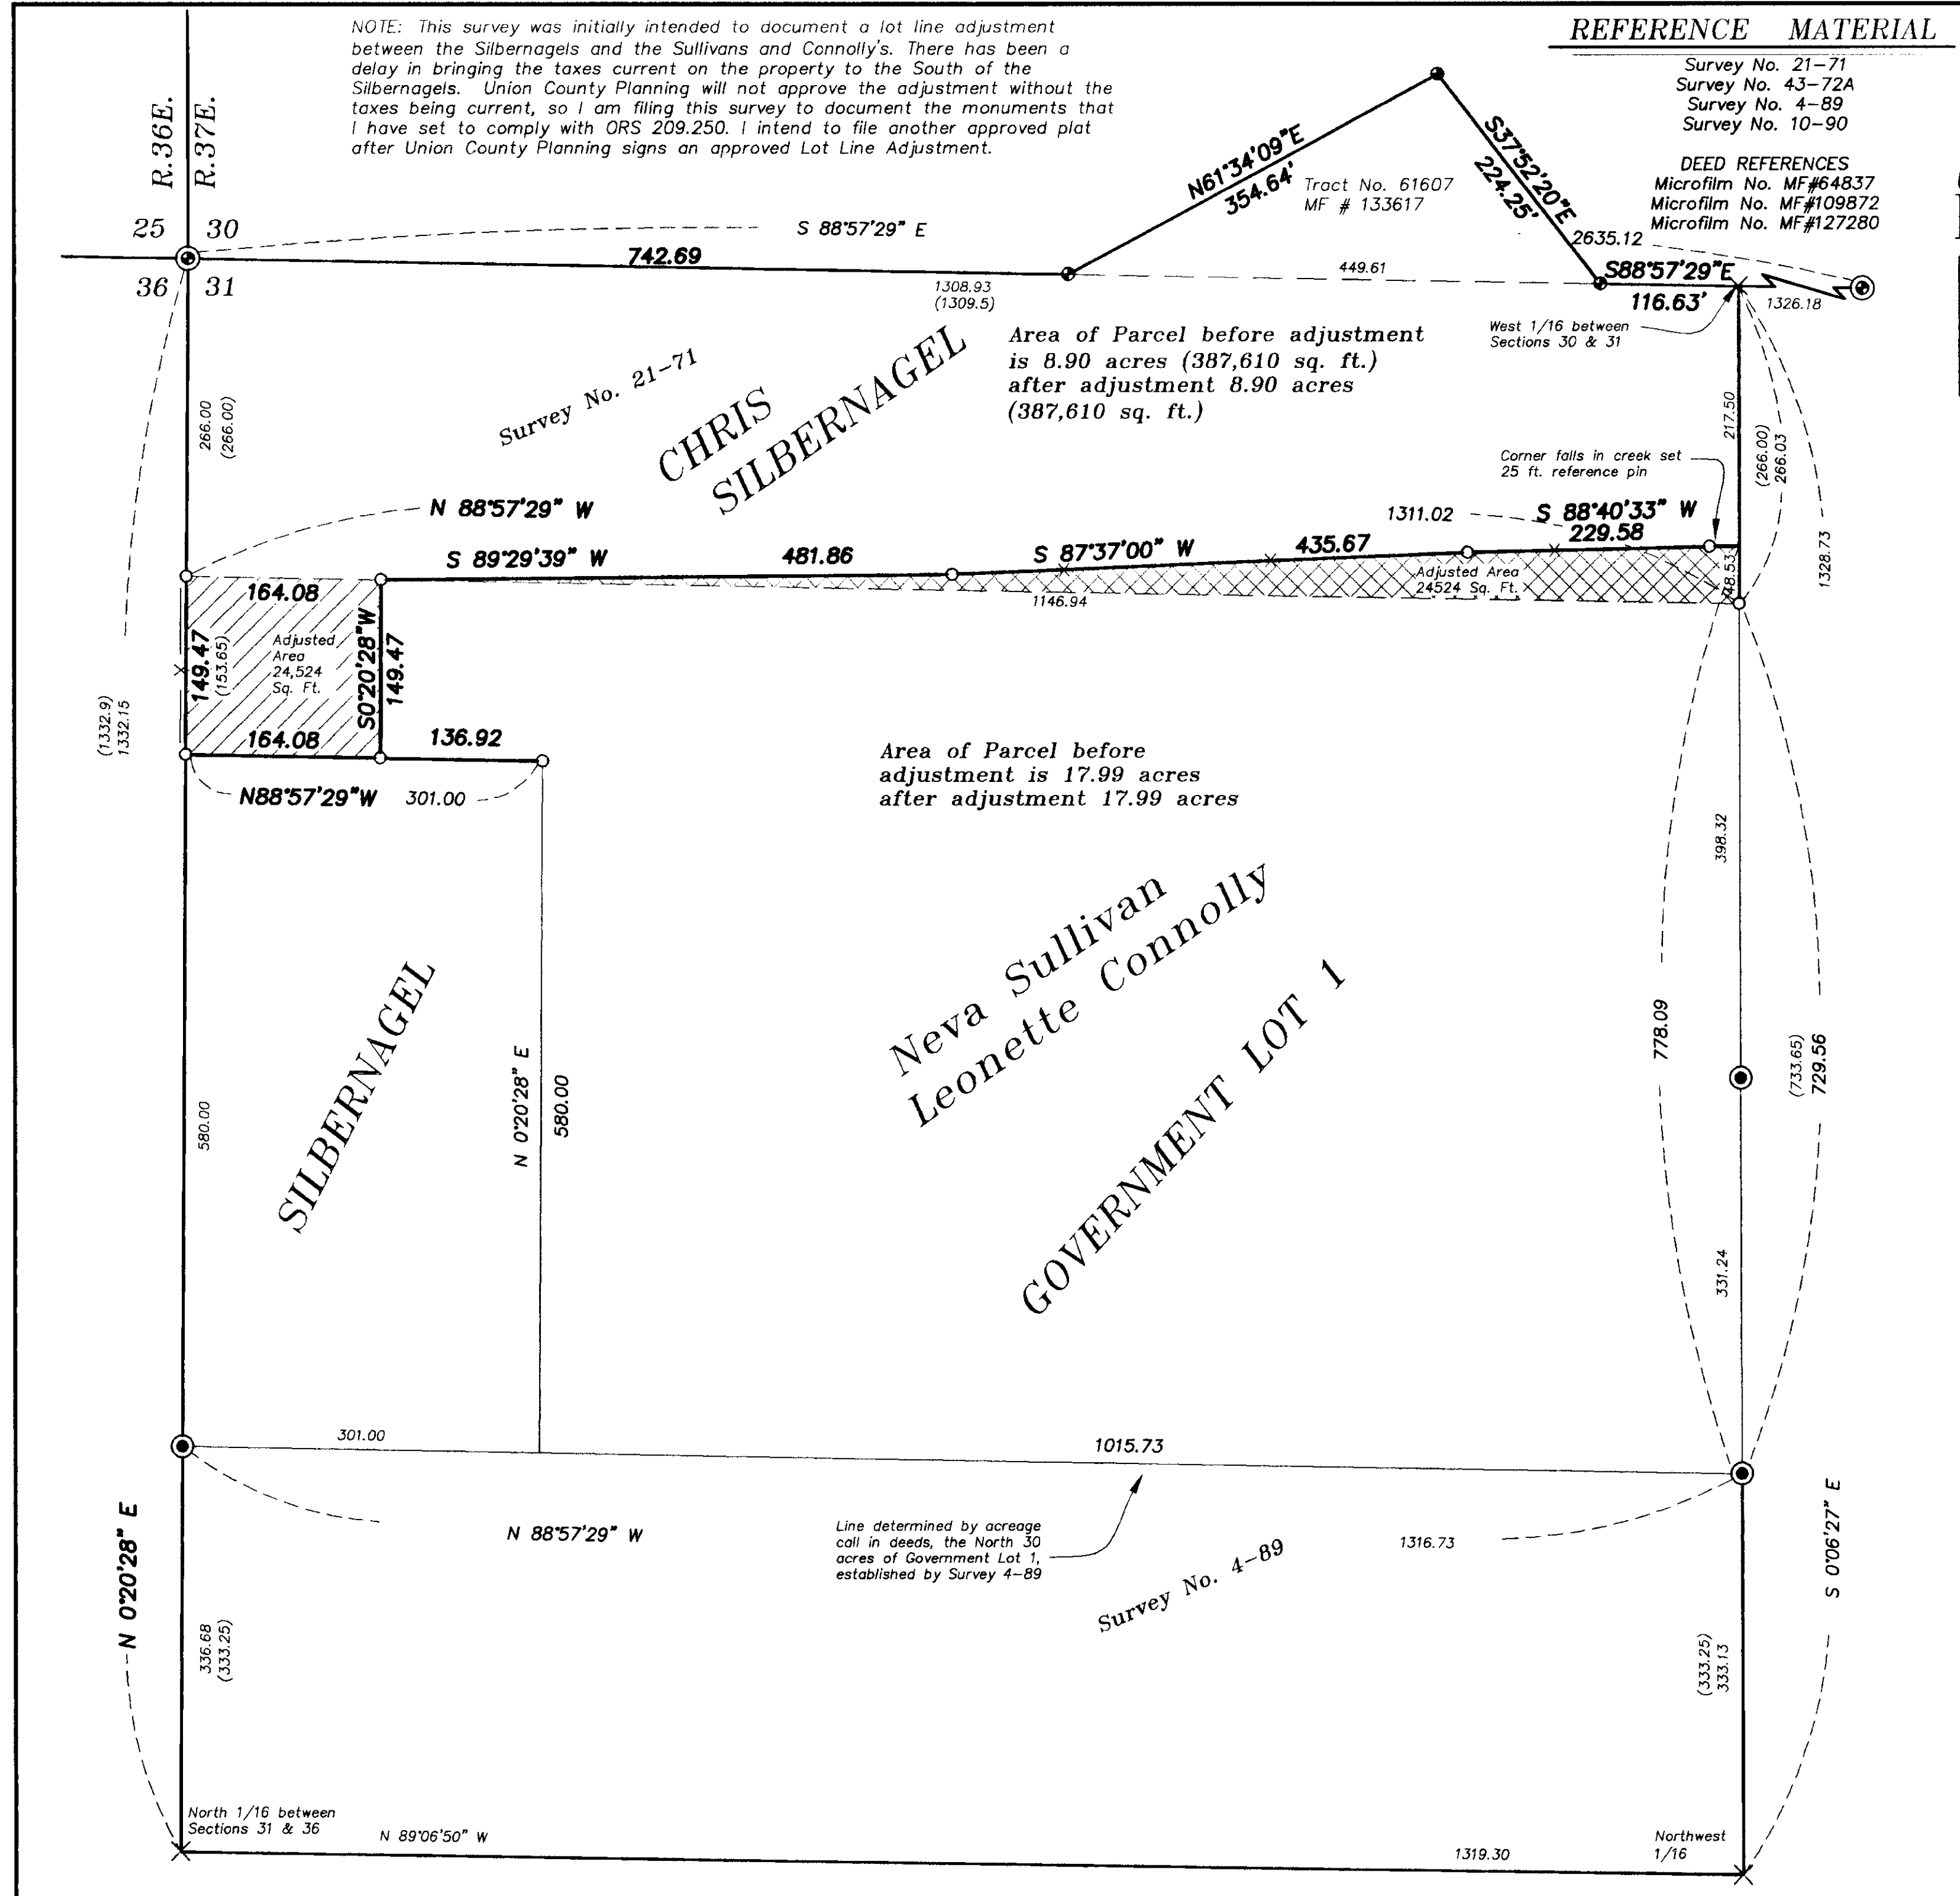 NOTE: This survey was initially intended to document a lot line adjustment
between the Silbernagels and the Sullivans and Connolly's. There has been a
delay in bringing the taxes current on the property to the South of the
Silbernagels. Union County Planning will not approve the adjustment without the
taxes being current, so I am filing this survey to document the monuments that
I have set to comply with ORS 209.250. I intend to file another approved plat
after Union County Planning signs an approved Lot Line Adjustment.
REFERENCE MATERIAL
Survey No. 21-71
Survey No. 43-72A
Survey No. 4-89
Survey No. 10-90
DEED REFERENCES
Microfilm No. MF#64837
Microfilm No. MF#109872
Microfilm No. MF#127280
R.36E.
R.37E.
25
30
36
31
S 88°57'29" E
742.69
1308.93
(1309.5)
N61°34'09"E
354.64'
Tract No. 61607
MF # 133617
S37°52'20"E
224.25'
2635.12
449.61
S88°57'29"E
116.63'
1326.18
West 1/16 between
Sections 30 & 31
266.00
(266.00)
Survey No. 21-71
CHRIS
SILBERNAGEL
Area of Parcel before adjustment
is 8.90 acres (387,610 sq. ft.)
after adjustment 8.90 acres
(387,610 sq. ft.)
217.50
(266.00)
266.03
1328.73
Corner falls in creek set
25 ft. reference pin
N 88°57'29" W
1311.02
S 88°40'33" W
229.58
S 89°29'39" W
481.86
S 87°37'00" W
435.67
48.53
Adjusted Area
24524 Sq. Ft.
1146.94
164.08
149.47
(153.65)
Adjusted
Area
24,524
Sq. Ft.
S0°20'28"W
149.47
(1332.9)
1332.15
164.08
136.92
N88°57'29"W
301.00
Area of Parcel before
adjustment is 17.99 acres
after adjustment 17.99 acres
398.32
Neva Sullivan
Leonette Connolly
GOVERNMENT LOT 1
SILBERNAGEL
580.00
N 0°20'28" E
580.00
778.09
(733.65)
729.56
331.24
301.00
1015.73
N 88°57'29" W
Line determined by acreage
call in deeds, the North 30
acres of Government Lot 1,
established by Survey 4-89
1316.73
Survey No. 4-89
N 0°20'28" E
S 0°06'27" E
336.68
(333.25)
(333.25)
333.13
North 1/16 between
Sections 31 & 36
N 89°06'50" W
1319.30
Northwest
1/16